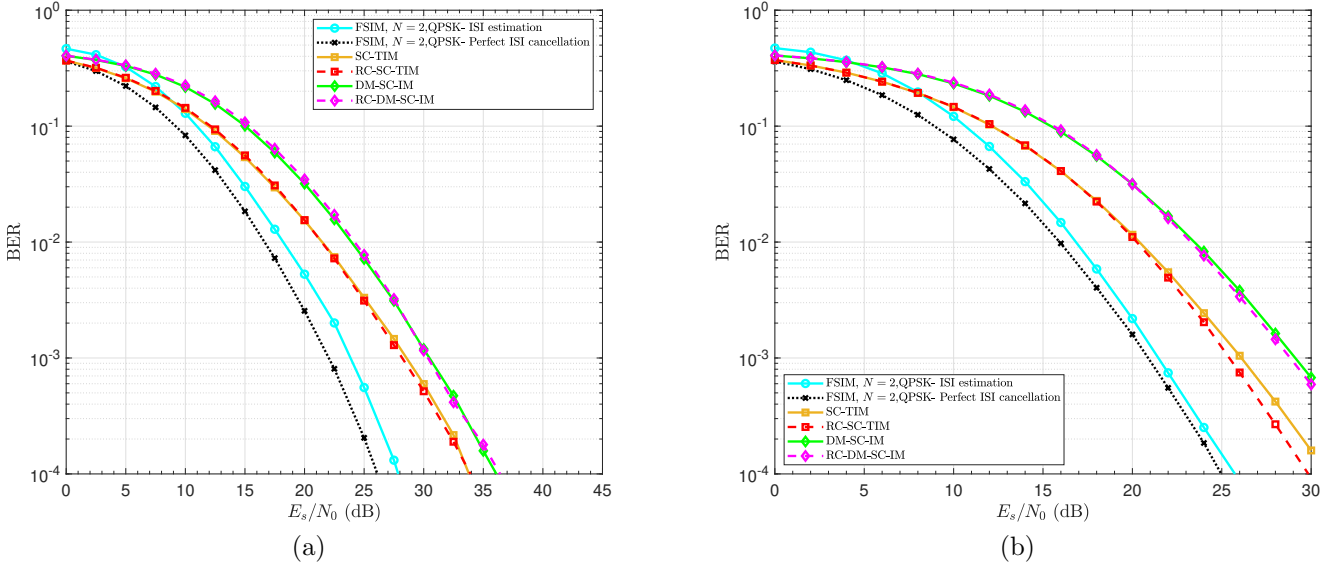 10^0
10^-1
10^-2
10^-3
10^-4
BER
0 5 10 15 20 25 30 35 40 45
E_s/N_0 (dB)
FSIM, N = 2,QPSK- ISI estimation
FSIM, N = 2,QPSK- Perfect ISI cancellation
SC-TIM
RC-SC-TIM
DM-SC-IM
RC-DM-SC-IM
(a)
10^0
10^-1
10^-2
10^-3
10^-4
BER
FSIM, N = 2,QPSK- ISI estimation
FSIM, N = 2,QPSK- Perfect ISI cancellation
SC-TIM
RC-SC-TIM
DM-SC-IM
RC-DM-SC-IM
0 5 10 15 20 25 30
E_s/N_0 (dB)
(b)